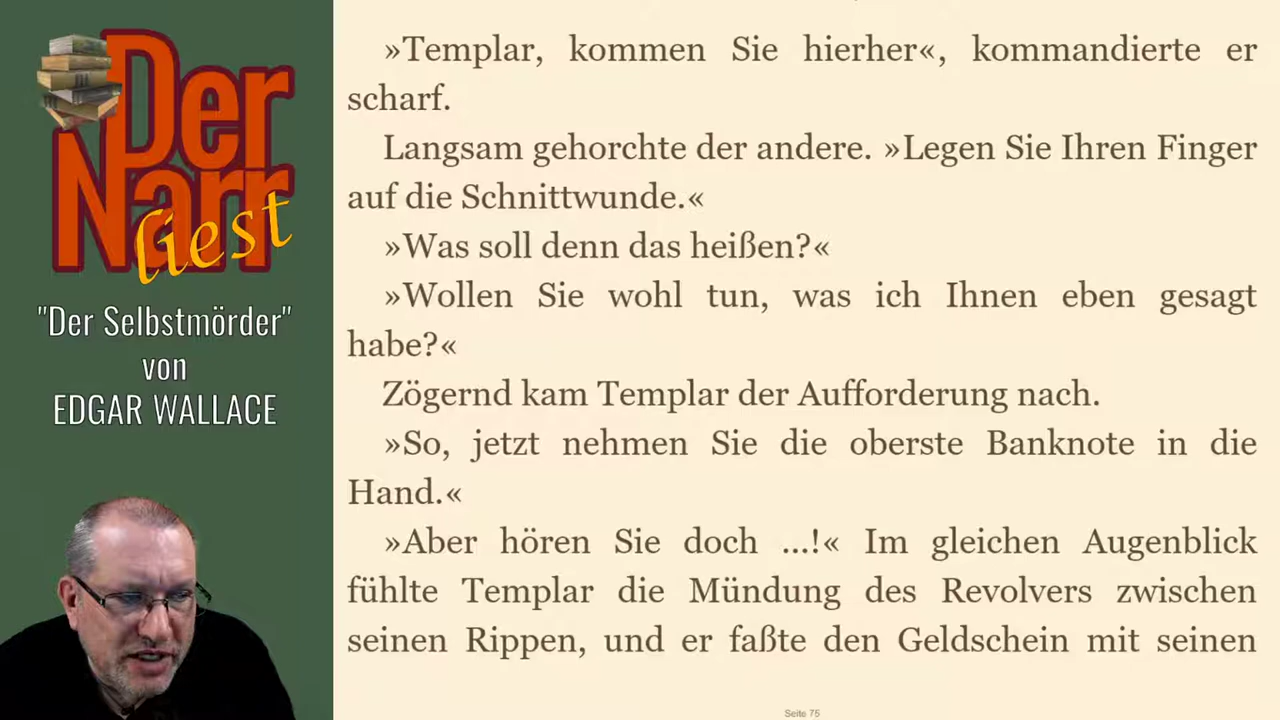 Der
Narr
liest
"Der Selbstmörder"
von
EDGAR WALLACE
»Templar, kommen Sie hierher«, kommandierte er
scharf.
Langsam gehorchte der andere. »Legen Sie Ihren Finger
auf die Schnittwunde.«
»Was soll denn das heißen?«
»Wollen Sie wohl tun, was ich Ihnen eben gesagt
habe?«
Zögernd kam Templar der Aufforderung nach.
»So, jetzt nehmen Sie die oberste Banknote in die
Hand.«
»Aber hören Sie doch ...!« Im gleichen Augenblick
fühlte Templar die Mündung des Revolvers zwischen
seinen Rippen, und er faßte den Geldschein mit seinen
Seite 75